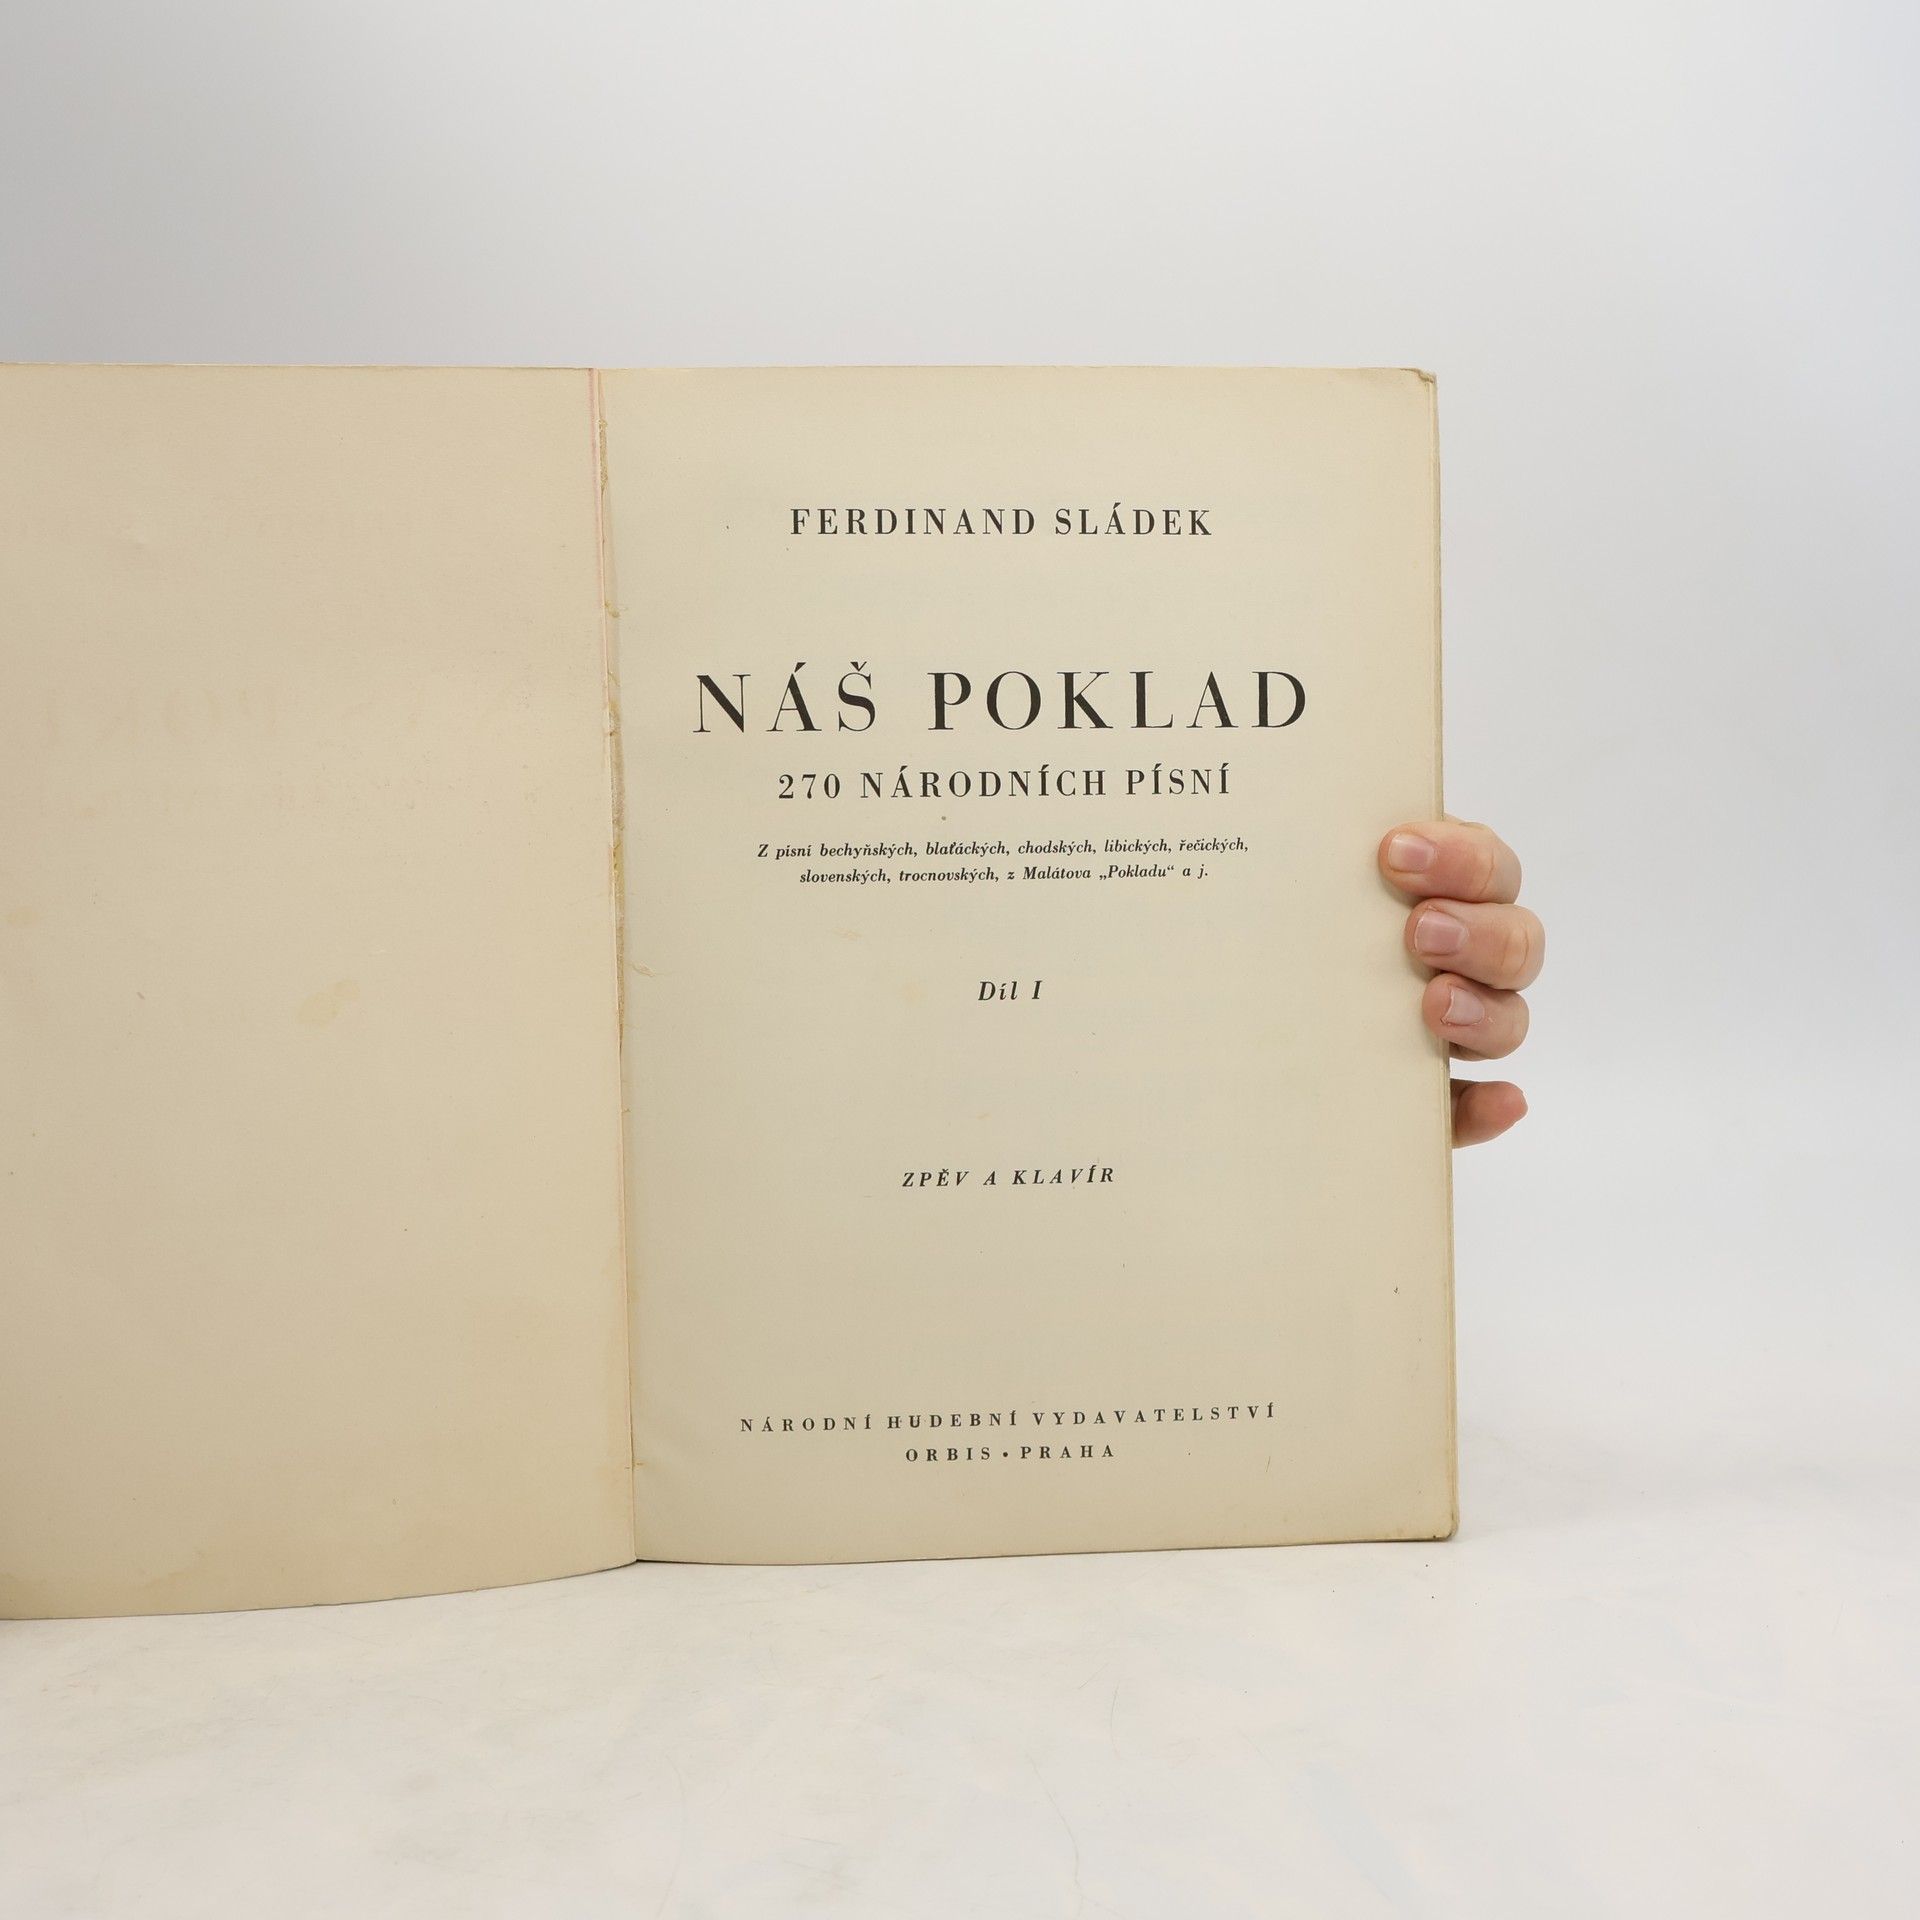 FERDINAND SLÁDEK
NÁŠ POKLAD
270 NÁRODNÍCH PÍSNÍ
Z písní bechyňských, blaťáckých, chodských, libických, řečických,
slovenských, trocnovských, z Malátova „Pokladu“ a j.
Díl I
ZPĚV A KLAVÍR
NÁRODNÍ HUDEBNÍ VYDAVATELSTVÍ
ORBIS • PRAHA